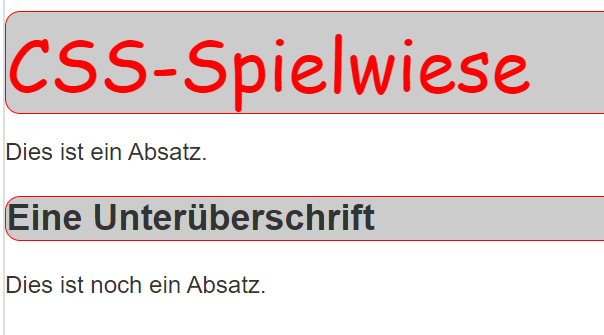 CSS-Spielwiese
Dies ist ein Absatz.
Eine Unterüberschrift
Dies ist noch ein Absatz.